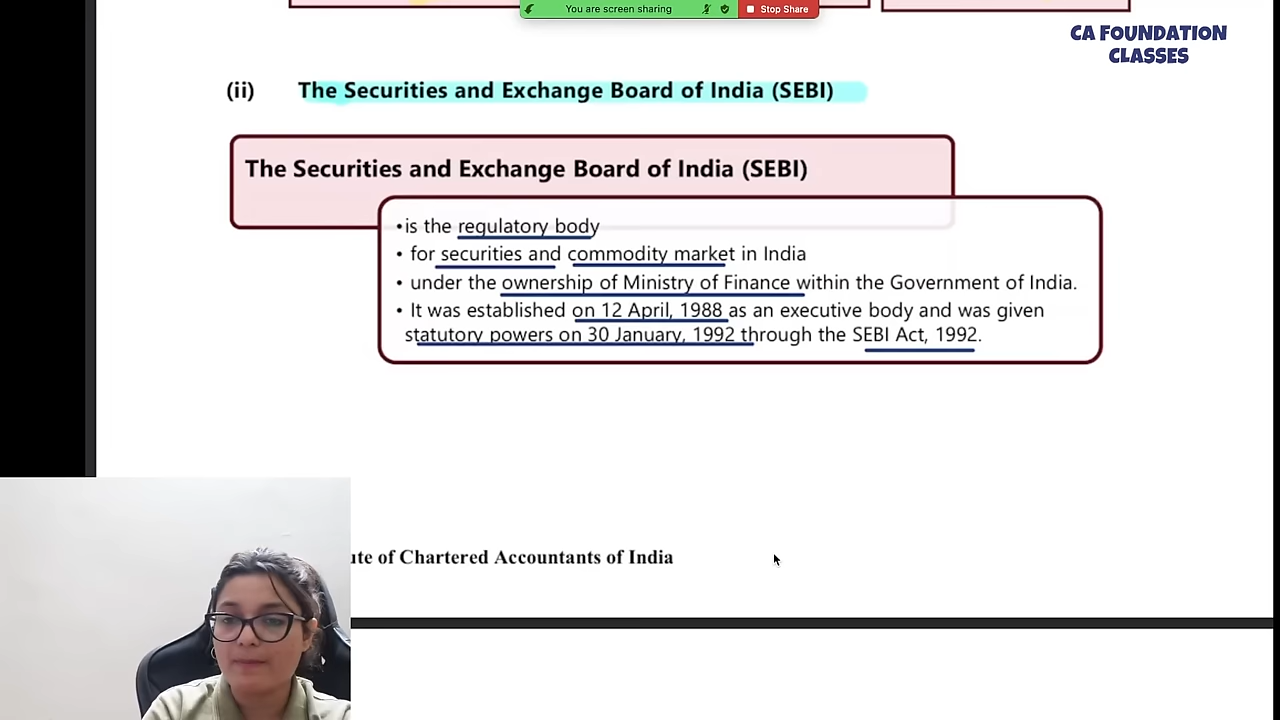 You are screen sharing
Stop Share
CA FOUNDATION
CLASSES
(ii) The Securities and Exchange Board of India (SEBI)
The Securities and Exchange Board of India (SEBI)
•is the regulatory body
• for securities and commodity market in India
• under the ownership of Ministry of Finance within the Government of India.
• It was established on 12 April, 1988 as an executive body and was given
statutory powers on 30 January, 1992 through the SEBI Act, 1992.
of Chartered Accountants of India